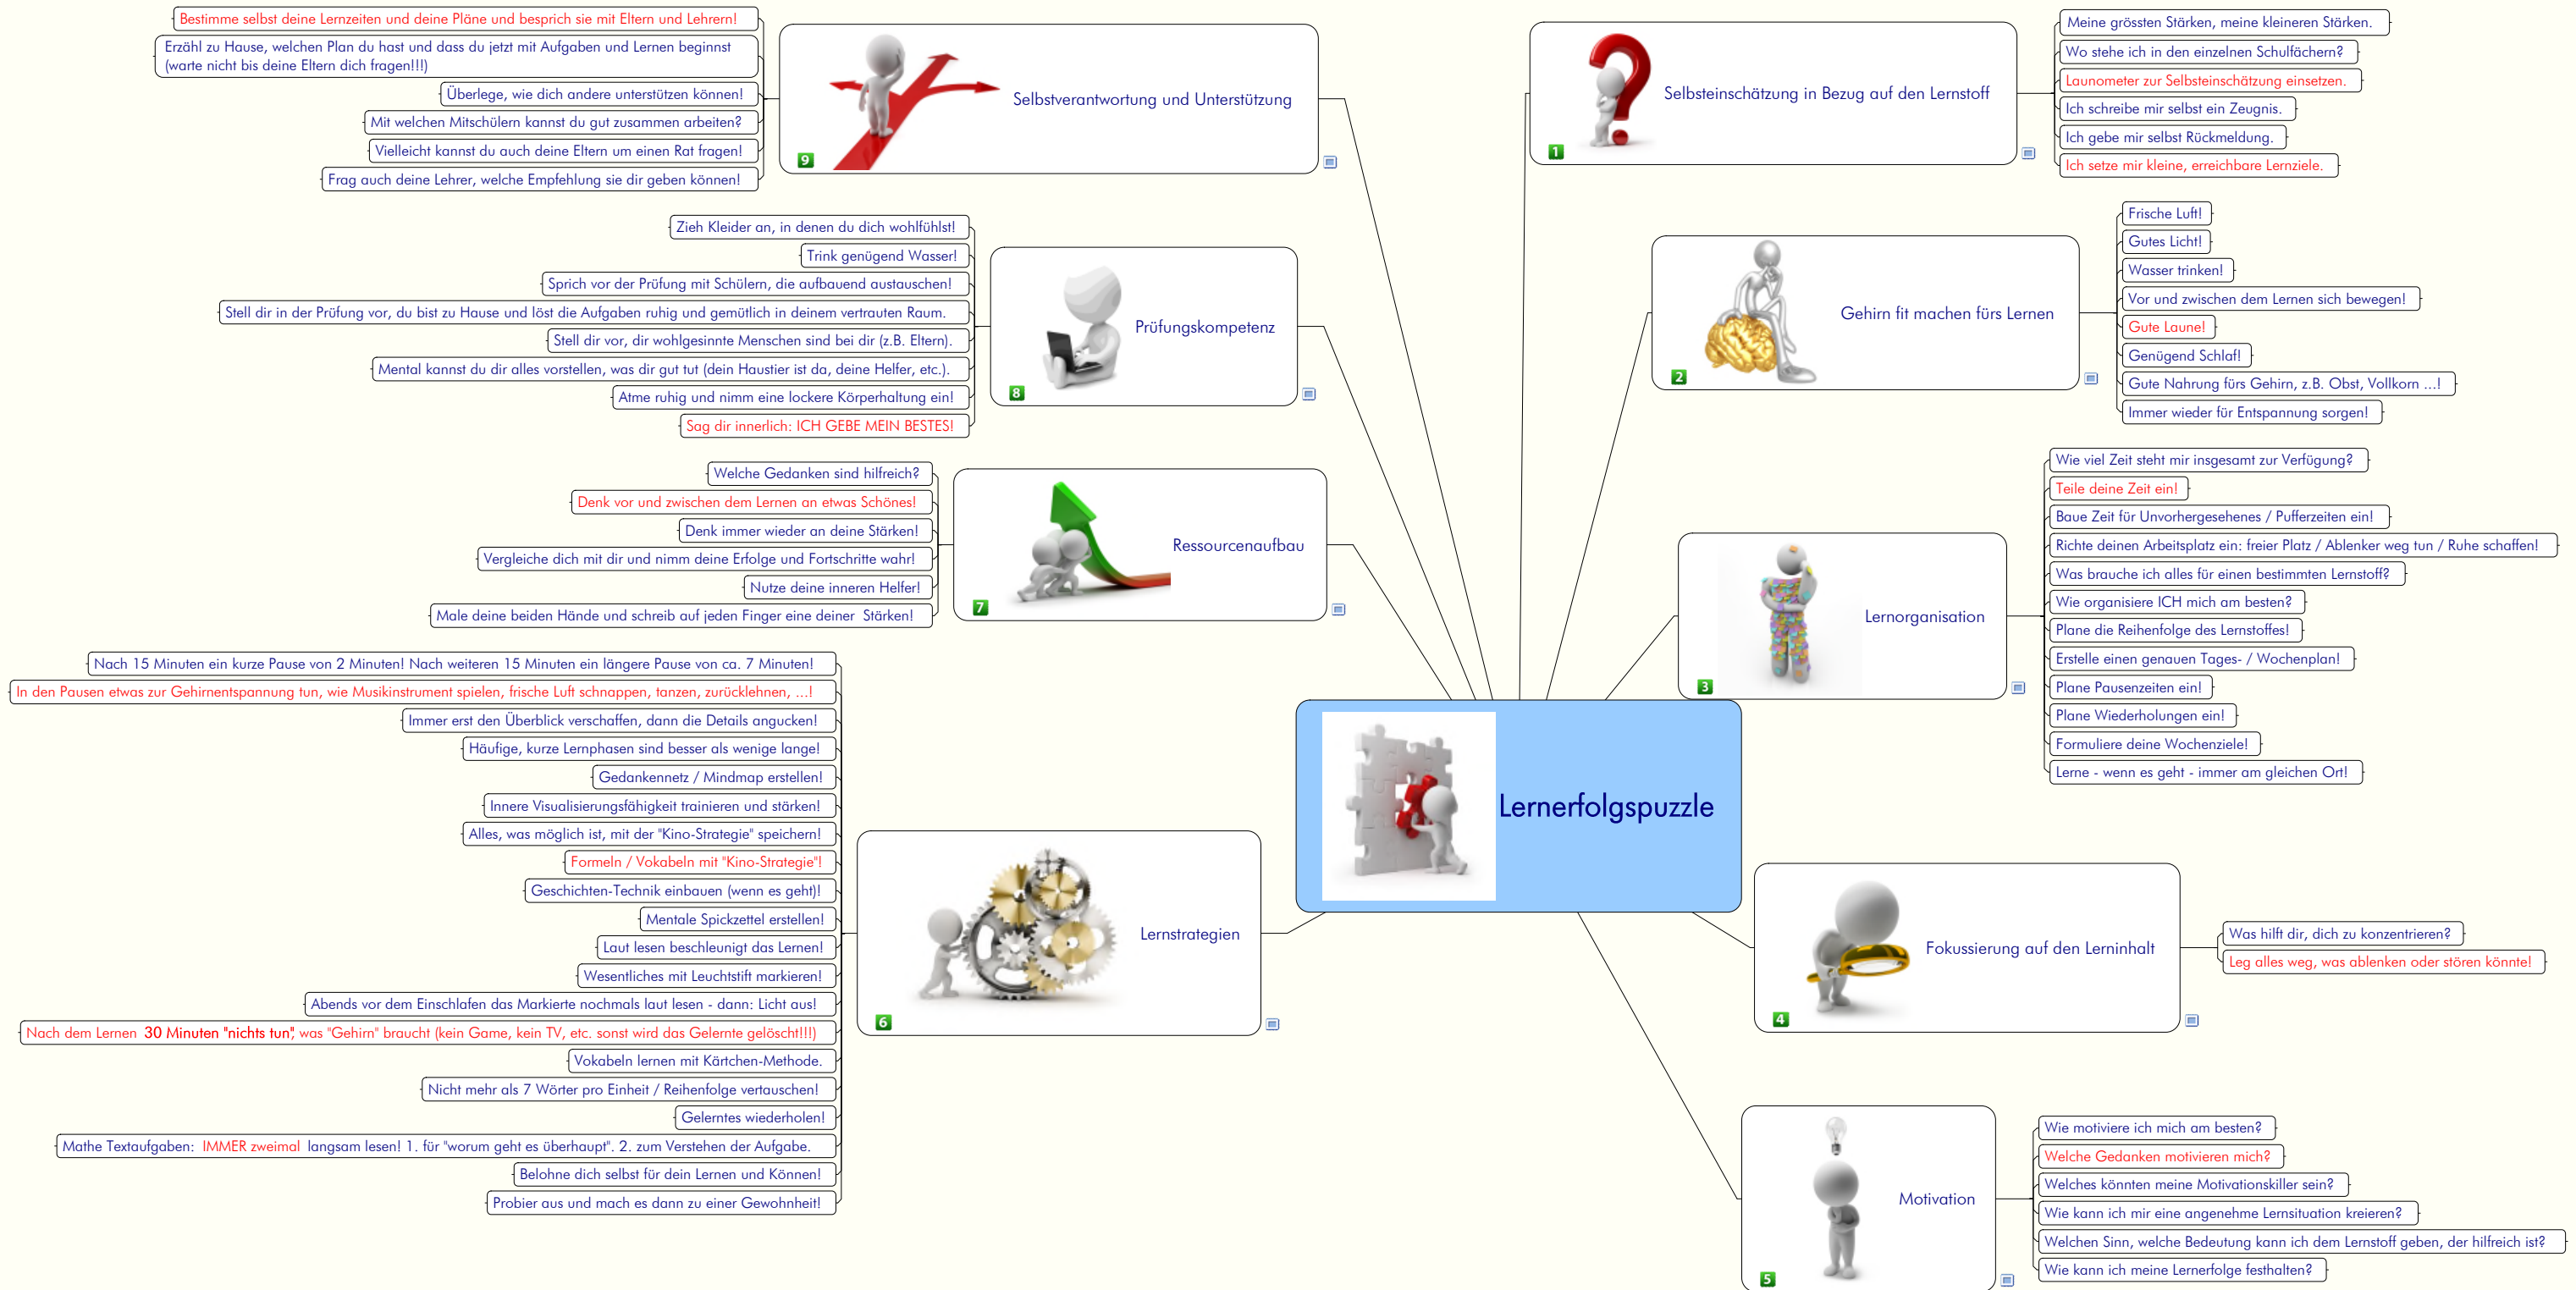 Lernerfolgspuzzle
1
Selbsteinschätzung in Bezug auf den Lernstoff
Meine grössten Stärken, meine kleineren Stärken.
Wo stehe ich in den einzelnen Schulfächern?
Launometer zur Selbsteinschätzung einsetzen.
Ich schreibe mir selbst ein Zeugnis.
Ich gebe mir selbst Rückmeldung.
Ich setze mir kleine, erreichbare Lernziele.
2
Gehirn fit machen fürs Lernen
Frische Luft!
Gutes Licht!
Wasser trinken!
Vor und zwischen dem Lernen sich bewegen!
Gute Laune!
Genügend Schlaf!
Gute Nahrung fürs Gehirn, z.B. Obst, Vollkorn ...!
Immer wieder für Entspannung sorgen!
3
Lernorganisation
Wie viel Zeit steht mir insgesamt zur Verfügung?
Teile deine Zeit ein!
Baue Zeit für Unvorhergesehenes / Pufferzeiten ein!
Richte deinen Arbeitsplatz ein: freier Platz / Ablenker weg tun / Ruhe schaffen!
Was brauche ich alles für einen bestimmten Lernstoff?
Wie organisiere ICH mich am besten?
Plane die Reihenfolge des Lernstoffes!
Erstelle einen genauen Tages- / Wochenplan!
Plane Pausenzeiten ein!
Plane Wiederholungen ein!
Formuliere deine Wochenziele!
Lerne - wenn es geht - immer am gleichen Ort!
4
Fokussierung auf den Lerninhalt
Was hilft dir, dich zu konzentrieren?
Leg alles weg, was ablenken oder stören könnte!
5
Motivation
Wie motiviere ich mich am besten?
Welche Gedanken motivieren mich?
Welches könnten meine Motivationskiller sein?
Wie kann ich mir eine angenehme Lernsituation kreieren?
Welchen Sinn, welche Bedeutung kann ich dem Lernstoff geben, der hilfreich ist?
Wie kann ich meine Lernerfolge festhalten?
6
Lernstrategien
Nach 15 Minuten ein kurze Pause von 2 Minuten! Nach weiteren 15 Minuten ein längere Pause von ca. 7 Minuten!
In den Pausen etwas zur Gehirnentspannung tun, wie Musikinstrument spielen, frische Luft schnappen, tanzen, zurücklehnen, ...!
Immer erst den Überblick verschaffen, dann die Details angucken!
Häufige, kurze Lernphasen sind besser als wenige lange!
Gedankennetz / Mindmap erstellen!
Innere Visualisierungsfähigkeit trainieren und stärken!
Alles, was möglich ist, mit der "Kino-Strategie" speichern!
Formeln / Vokabeln mit "Kino-Strategie"!
Geschichten-Technik einbauen (wenn es geht)!
Mentale Spickzettel erstellen!
Laut lesen beschleunigt das Lernen!
Wesentliches mit Leuchtstift markieren!
Abends vor dem Einschlafen das Markierte nochmals laut lesen - dann: Licht aus!
Nach dem Lernen 30 Minuten "nichts tun", was "Gehirn" braucht (kein Game, kein TV, etc. sonst wird das Gelernte gelöscht!!!)
Vokabeln lernen mit Kärtchen-Methode.
Nicht mehr als 7 Wörter pro Einheit / Reihenfolge vertauschen!
Gelerntes wiederholen!
Mathe Textaufgaben: IMMER zweimal langsam lesen! 1. für "worum geht es überhaupt". 2. zum Verstehen der Aufgabe.
Belohne dich selbst für dein Lernen und Können!
Probier aus und mach es dann zu einer Gewohnheit!
7
Ressourcenaufbau
Welche Gedanken sind hilfreich?
Denk vor und zwischen dem Lernen an etwas Schönes!
Denk immer wieder an deine Stärken!
Vergleiche dich mit dir und nimm deine Erfolge und Fortschritte wahr!
Nutze deine inneren Helfer!
Male deine beiden Hände und schreib auf jeden Finger eine deiner Stärken!
8
Prüfungskompetenz
Zieh Kleider an, in denen du dich wohlfühlst!
Trink genügend Wasser!
Sprich vor der Prüfung mit Schülern, die aufbauend austauschen!
Stell dir in der Prüfung vor, du bist zu Hause und löst die Aufgaben ruhig und gemütlich in deinem vertrauten Raum.
Stell dir vor, dir wohlgesinnte Menschen sind bei dir (z.B. Eltern).
Mental kannst du dir alles vorstellen, was dir gut tut (dein Haustier ist da, deine Helfer, etc.).
Atme ruhig und nimm eine lockere Körperhaltung ein!
Sag dir innerlich: ICH GEBE MEIN BESTES!
9
Selbstverantwortung und Unterstützung
Bestimme selbst deine Lernzeiten und deine Pläne und besprich sie mit Eltern und Lehrern!
Erzähl zu Hause, welchen Plan du hast und dass du jetzt mit Aufgaben und Lernen beginnst
(warte nicht bis deine Eltern dich fragen!!!)
Überlege, wie dich andere unterstützen können!
Mit welchen Mitschülern kannst du gut zusammen arbeiten?
Vielleicht kannst du auch deine Eltern um einen Rat fragen!
Frag auch deine Lehrer, welche Empfehlung sie dir geben können!